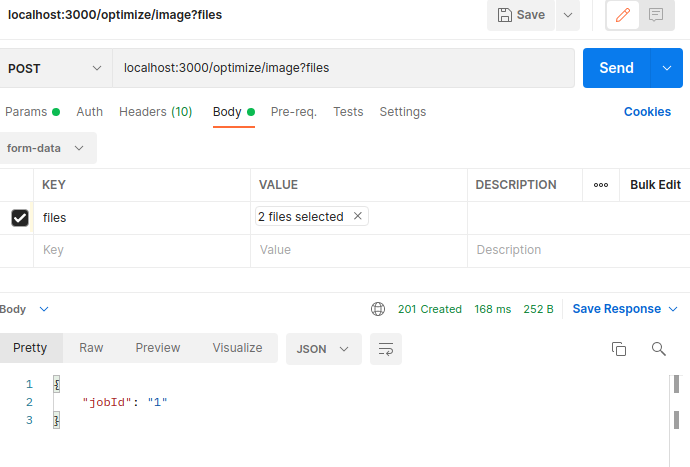 localhost:3000/optimize/image?files
Save
POST
localhost:3000/optimize/image?files
Send
Params Auth Headers (10) Body Pre-req. Tests Settings Cookies
form-data
KEY VALUE DESCRIPTION ooo Bulk Edit
files 2 files selected ×
Key Value Description
Body 201 Created 168 ms 252 B Save Response
Pretty Raw Preview Visualize JSON
1 {
2 "jobId": "1"
3 }